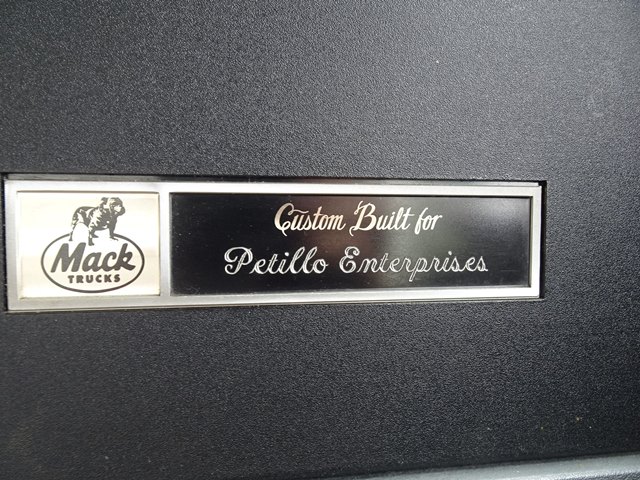 Mack
TRUCKS
Custom Built for
Petillo Enterprises